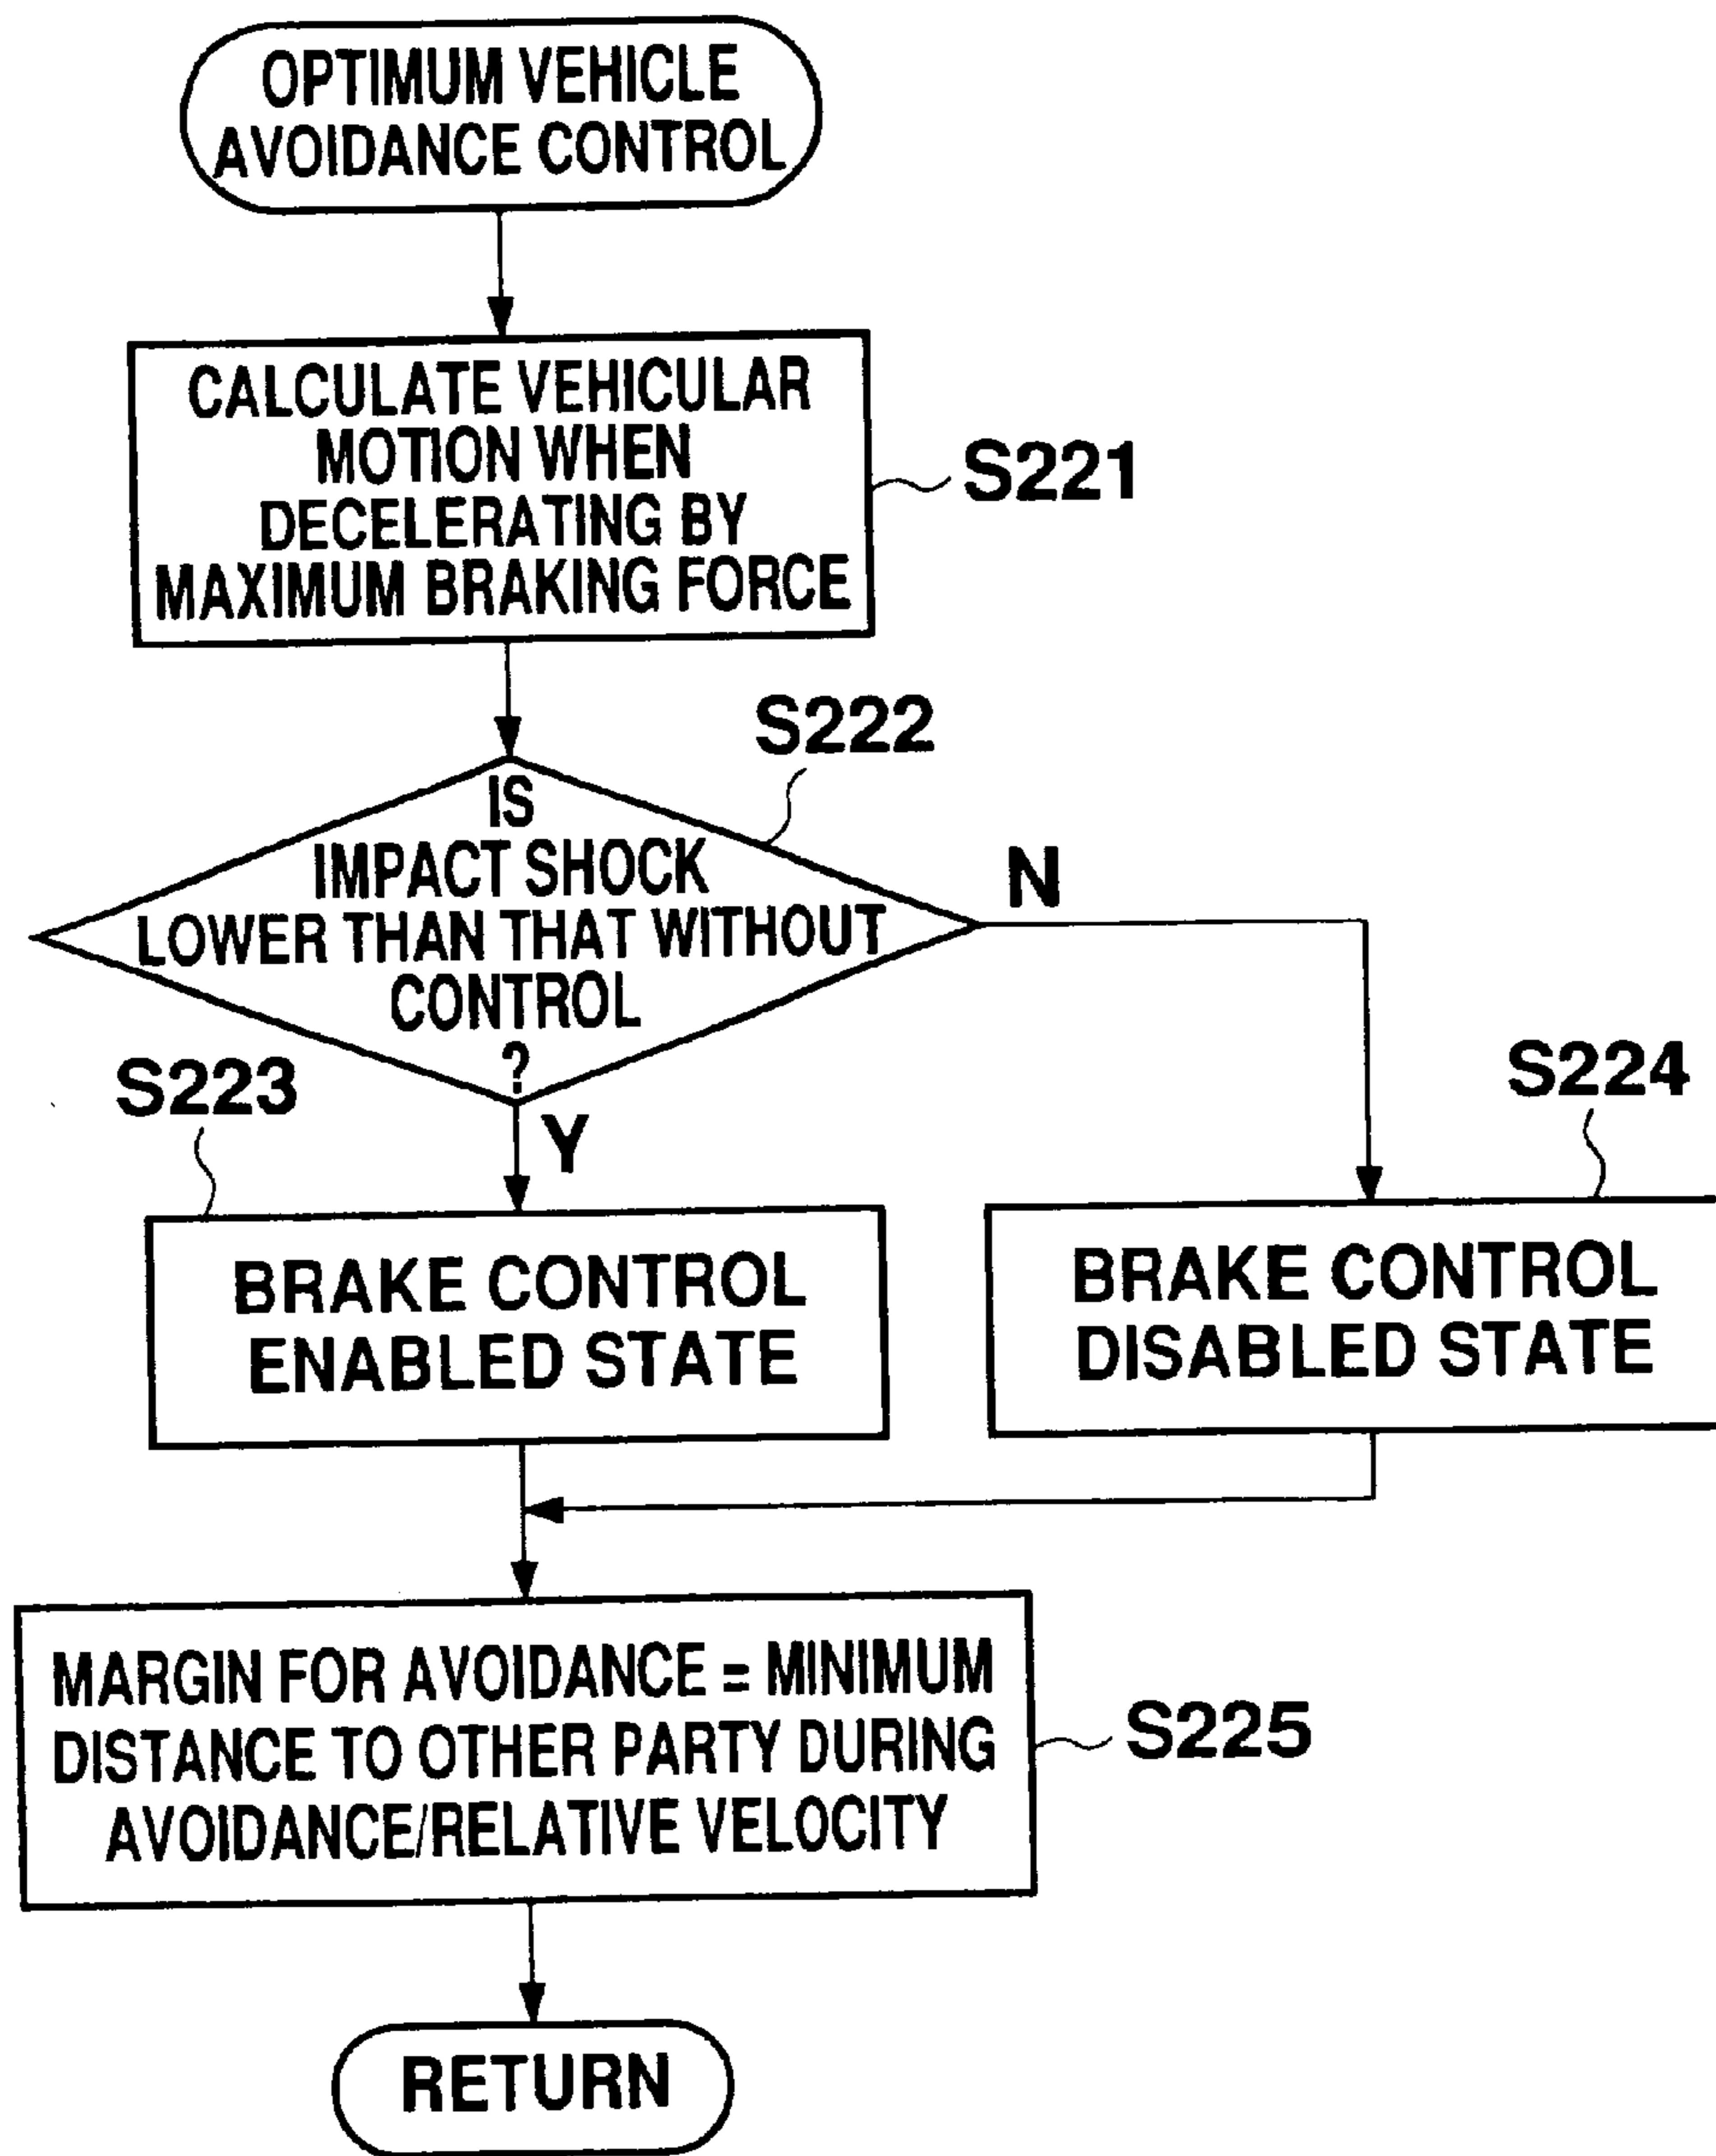 OPTIMUM VEHICLE
AVOIDANCE CONTROL
CALCULATE VEHICULAR
MOTION WHEN
DECELERATING BY
MAXIMUM BRAKING FORCE
S221
S222
IS
IMPACT SHOCK
LOWER THAN THAT WITHOUT
CONTROL
?
N
Y
S223
BRAKE CONTROL
ENABLED STATE
S224
BRAKE CONTROL
DISABLED STATE
MARGIN FOR AVOIDANCE = MINIMUM
DISTANCE TO OTHER PARTY DURING
AVOIDANCE/RELATIVE VELOCITY
S225
RETURN